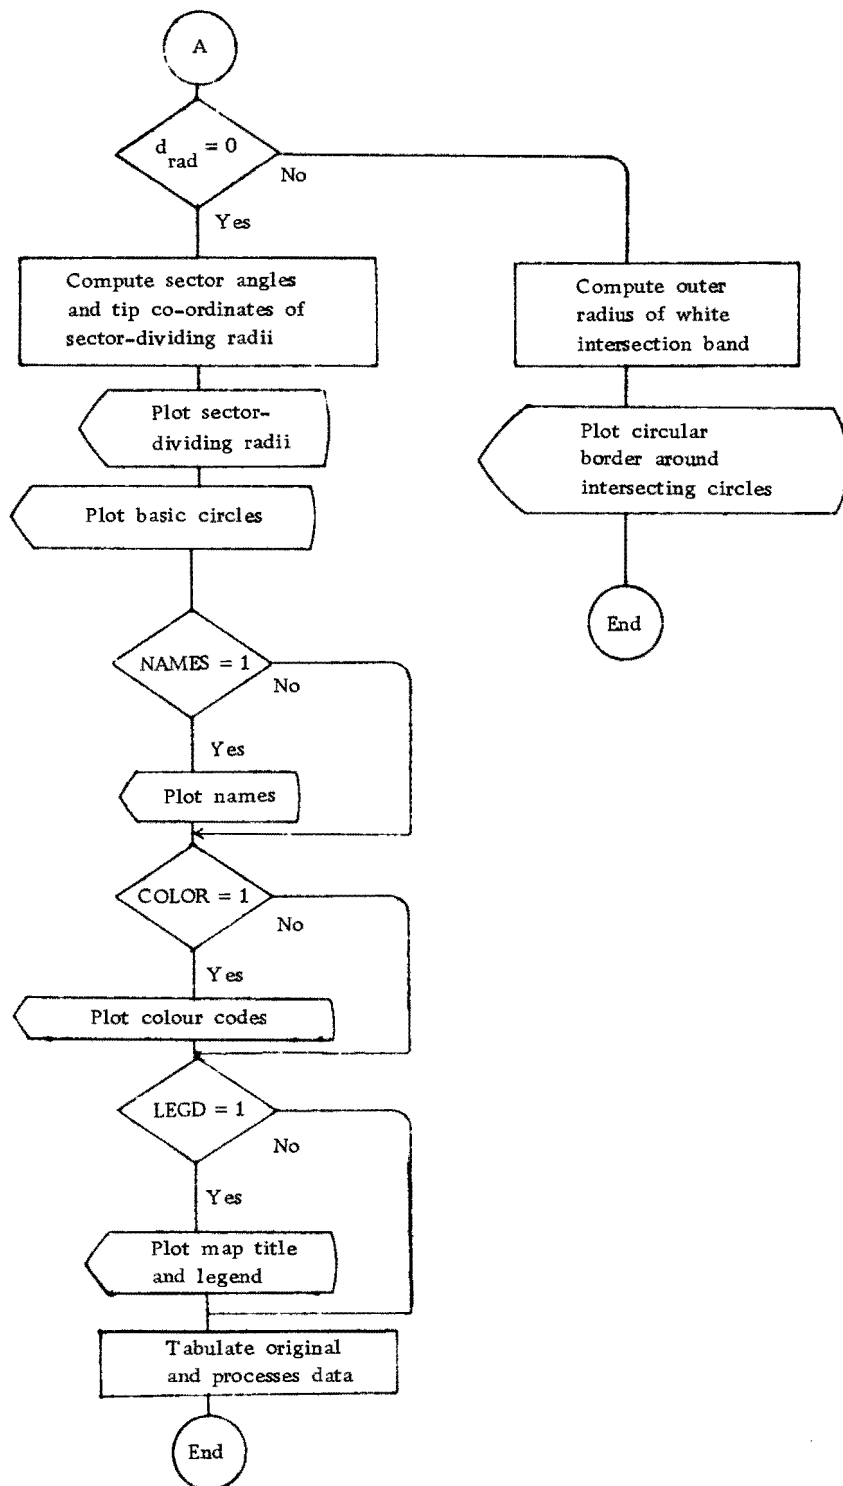 A
d rad = 0
No
Yes
Compute sector angles
and tip co-ordinates of
sector-dividing radii
Compute outer
radius of white
intersection band
Plot sector-
dividing radii
Plot circular
border around
intersecting circles
Plot basic circles
End
NAMES = 1
No
Yes
Plot names
COLOR = 1
No
Yes
Plot colour codes
LEGD = 1
No
Yes
Plot map title
and legend
Tabulate original
and processes data
End